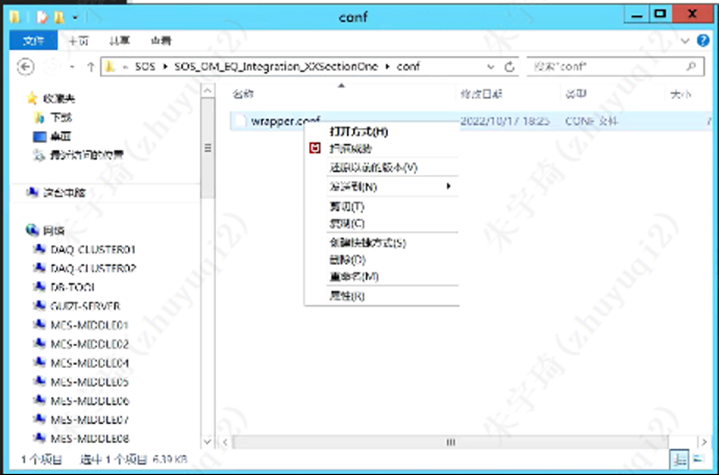 conf
文件 主页 共享 查看
« SOS ▸ SOS_OM_EQ_Integration_XXSectionOne ▸ conf
搜索"conf"
名称 修改日期 类型 大小
收藏夹
下载
桌面
最近访问的位置
这台电脑
网络
DAQ-CLUSTER01
DAQ-CLUSTER02
DB-TOOL
GUIZI-SERVER
MES-MIDDLE01
MES-MIDDLE02
MES-MIDDLE04
MES-MIDDLE05
MES-MIDDLE06
MES-MIDDLE07
MES-MIDDLE08
wrapper.conf 2022/10/17 18:25 CONF 文件 7
打开方式(H)
扫描威胁
还原以前的版本(V)
发送到(N)
剪切(T)
复制(C)
创建快捷方式(S)
删除(D)
重命名(M)
属性(R)
1 个项目 选中 1 个项目 6.39 KB
朱宇琦(zhuyuqi2)
朱宇琦(zhuyuqi2)